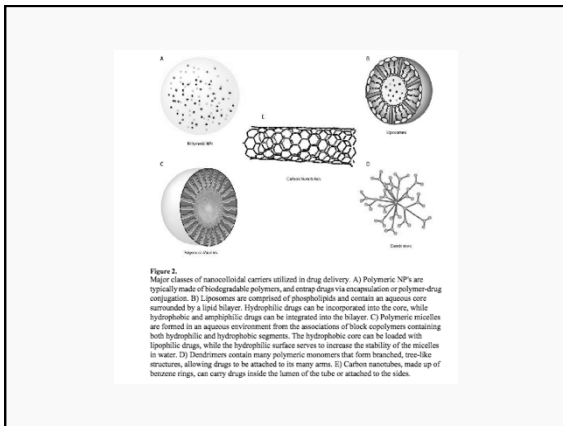 A
B
Polymeric NPs
Liposomes
E
Carbon Nanotubes
C
D
Polymeric Micelles
Dendrimers
Figure 2.
Major classes of nanocolloidal carriers utilized in drug delivery. A) Polymeric NP's are
typically made of biodegradable polymers, and entrap drugs via encapsulation or polymer-drug
conjugation. B) Liposomes are comprised of phospholipids and contain an aqueous core
surrounded by a lipid bilayer. Hydrophilic drugs can be incorporated into the core, while
hydrophobic and amphiphilic drugs can be integrated into the bilayer. C) Polymeric micelles
are formed in an aqueous environment from the associations of block copolymers containing
both hydrophilic and hydrophobic segments. The hydrophobic core can be loaded with
lipophilic drugs, while the hydrophilic surface serves to increase the stability of the micelles
in water. D) Dendrimers contain many polymeric monomers that form branched, tree-like
structures, allowing drugs to be attached to its many arms. E) Carbon nanotubes, made up of
benzene rings, can carry drugs inside the lumen of the tube or attached to the sides.